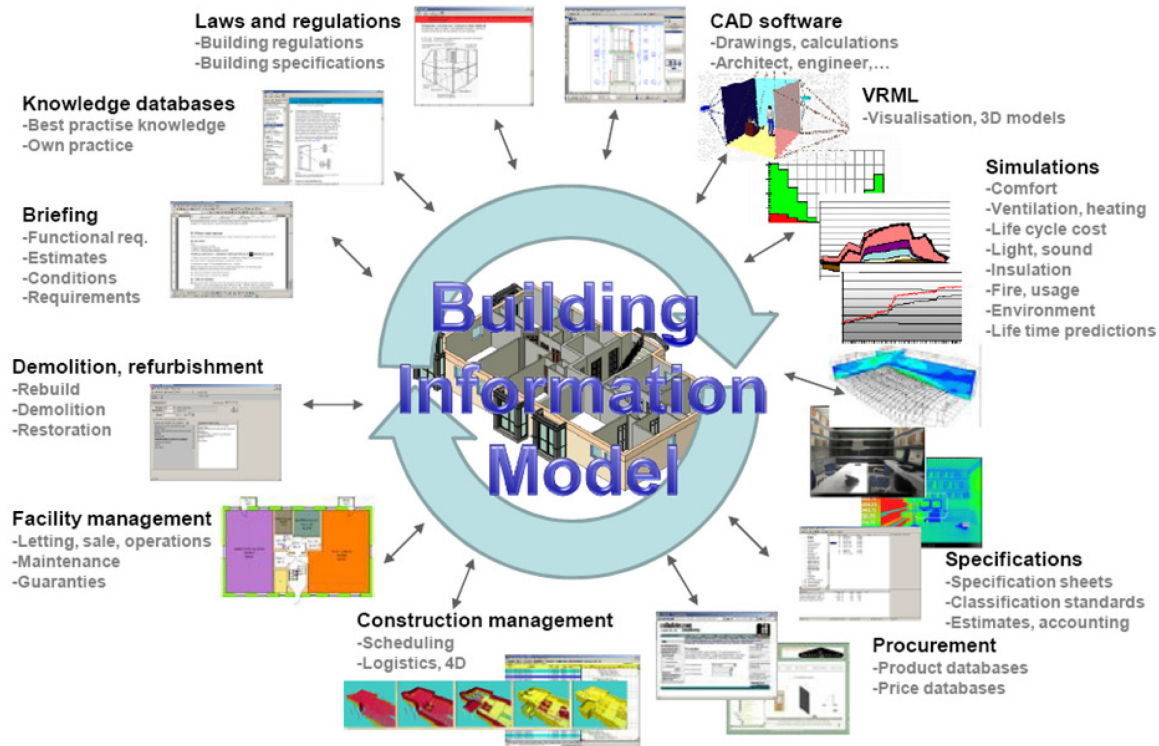 Laws and regulations
-Building regulations
-Building specifications
CAD software
-Drawings, calculations
-Architect, engineer,...
VRML
-Visualisation, 3D models
Knowledge databases
-Best practise knowledge
-Own practice
Simulations
-Comfort
-Ventilation, heating
-Life cycle cost
-Light, sound
-Insulation
-Fire, usage
-Environment
-Life time predictions
Briefing
-Functional req.
-Estimates
-Conditions
-Requirements
Building
Information
Model
Demolition, refurbishment
-Rebuild
-Demolition
-Restoration
Facility management
-Letting, sale, operations
-Maintenance
-Guaranties
Specifications
-Specification sheets
-Classification standards
-Estimates, accounting
Construction management
-Scheduling
-Logistics, 4D
Procurement
-Product databases
-Price databases